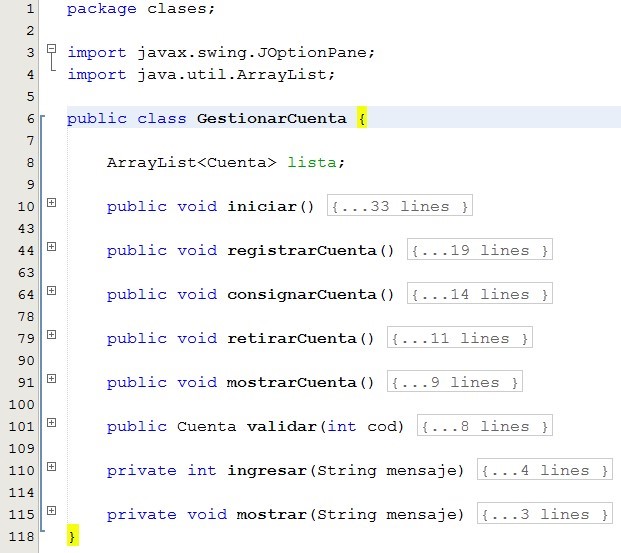 1 package clases;
2
3 import javax.swing.JOptionPane;
4 import java.util.ArrayList;
5
6 public class GestionarCuenta {
7
8 ArrayList<Cuenta> lista;
9
10 public void iniciar() {...33 lines }
43
44 public void registrarCuenta() {...19 lines }
63
64 public void consignarCuenta() {...14 lines }
78
79 public void retirarCuenta() {...11 lines }
90
91 public void mostrarCuenta() {...9 lines }
100
101 public Cuenta validar(int cod) {...8 lines }
109
110 private int ingresar(String mensaje) {...4 lines }
114
115 private void mostrar(String mensaje) {...3 lines }
118 }